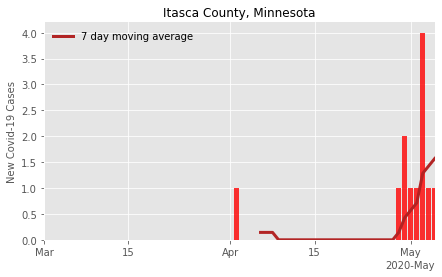 Itasca County, Minnesota
7 day moving average
New Covid-19 Cases
4.0
3.5
3.0
2.5
2.0
1.5
1.0
0.5
0.0
Mar 15 Apr 15 May
2020-May